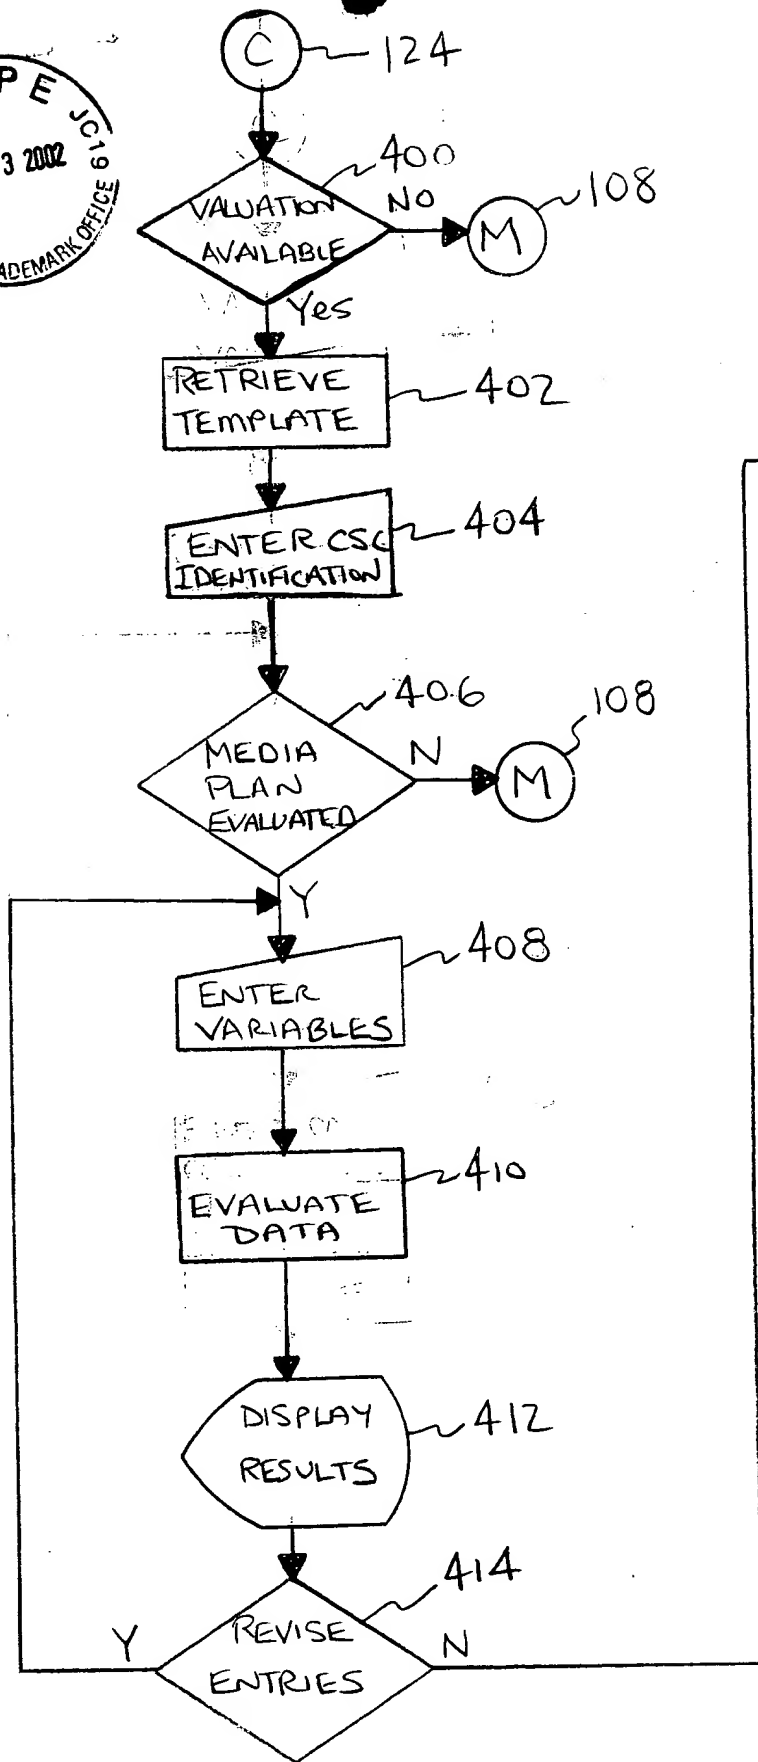 C
124
P E JC19
3 2002
ADEMARK OFFICE
400
VALUATION
AVAILABLE
NO
M
108
Yes
RETRIEVE
TEMPLATE
402
ENTER CSC
IDENTIFICATION
404
406
MEDIA
PLAN
EVALUATED
N
M
108
Y
ENTER
VARIABLES
408
EVALUATE
DATA
410
DISPLAY
RESULTS
412
414
REVISE
ENTRIES
Y
N